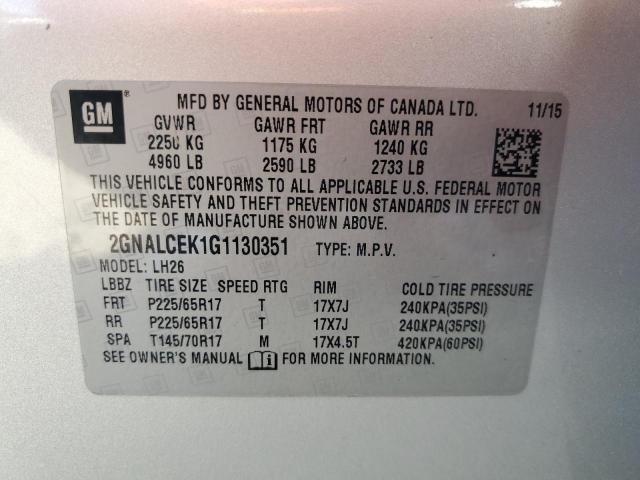 GM ® MFD BY GENERAL MOTORS OF CANADA LTD. 11/15
GVWR GAWR FRT GAWR RR
2250 KG 1175 KG 1240 KG
4960 LB 2590 LB 2733 LB
THIS VEHICLE CONFORMS TO ALL APPLICABLE U.S. FEDERAL MOTOR
VEHICLE SAFETY AND THEFT PREVENTION STANDARDS IN EFFECT ON
THE DATE OF MANUFACTURE SHOWN ABOVE.
2GNALCEK1G1130351 TYPE: M.P.V.
MODEL: LH26
LBBZ TIRE SIZE SPEED RTG RIM COLD TIRE PRESSURE
FRT P225/65R17 T 17X7J 240KPA(35PSI)
RR P225/65R17 T 17X7J 240KPA(35PSI)
SPA T145/70R17 M 17X4.5T 420KPA(60PSI)
SEE OWNER'S MANUAL i FOR MORE INFORMATION.